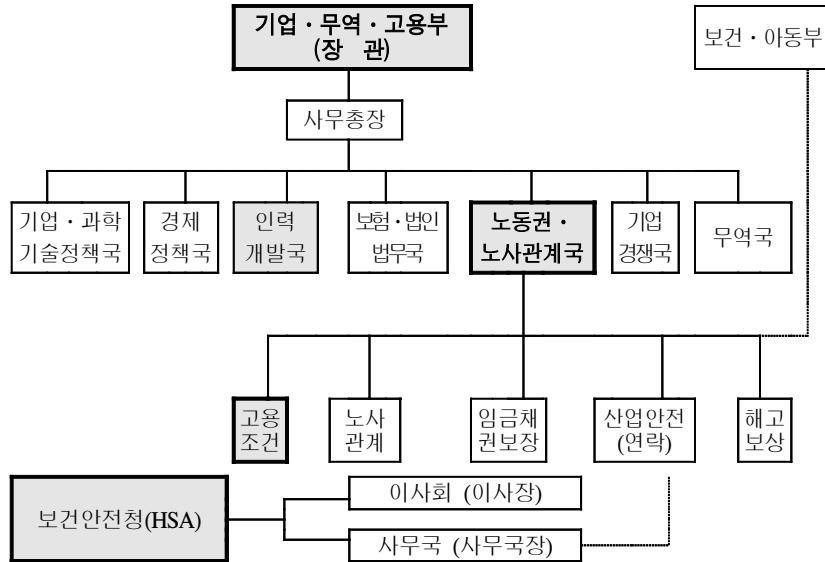 기업・무역・고용부
(장 관)
보건・아동부
사무총장
기업・과학
기술정책국
경제
정책국
인력
개발국
보험・법인
법무국
노동권・
노사관계국
기업
경쟁국
무역국
고용
조건
노사
관계
임금채
권보장
산업안전
(연락)
해고
보상
보건안전청(HSA)
이사회 (이사장)
사무국 (사무국장)